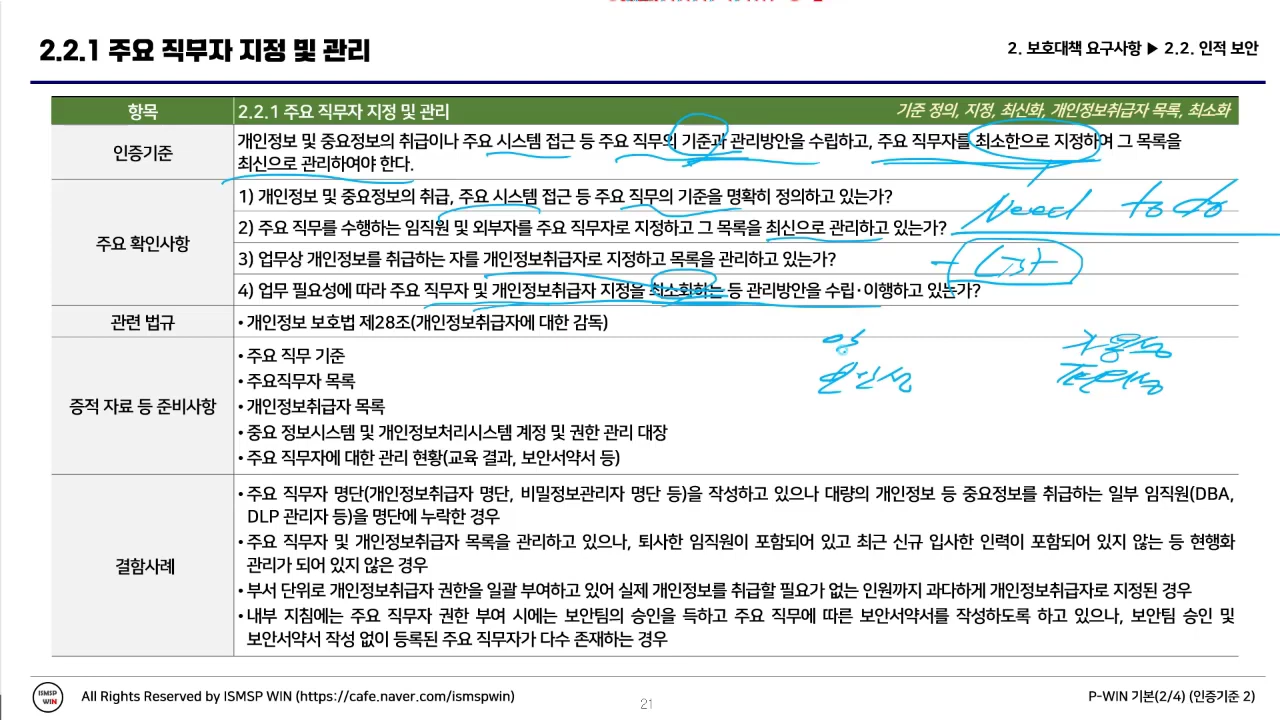 2.2.1 주요 직무자 지정 및 관리
2. 보호대책 요구사항 ▶ 2.2. 인적 보안
항목
2.2.1 주요 직무자 지정 및 관리
기준 정의, 지정, 최신화, 개인정보취급자 목록, 최소화
인증기준
개인정보 및 중요정보의 취급이나 주요 시스템 접근 등 주요 직무의 기준과 관리방안을 수립하고, 주요 직무자를 최소한으로 지정하여 그 목록을
최신으로 관리하여야 한다.
주요 확인사항
1) 개인정보 및 중요정보의 취급, 주요 시스템 접근 등 주요 직무의 기준을 명확히 정의하고 있는가?
Need to do
2) 주요 직무를 수행하는 임직원 및 외부자를 주요 직무자로 지정하고 그 목록을 최신으로 관리하고 있는가?
3) 업무상 개인정보를 취급하는 자를 개인정보취급자로 지정하고 목록을 관리하고 있는가?
4) 업무 필요성에 따라 주요 직무자 및 개인정보취급자 지정을 최소화하는 등 관리방안을 수립·이행하고 있는가?
관련 법규
• 개인정보 보호법 제28조(개인정보취급자에 대한 감독)
증적 자료 등 준비사항
• 주요 직무 기준
• 주요직무자 목록
• 개인정보취급자 목록
• 중요 정보시스템 및 개인정보처리시스템 계정 및 권한 관리 대장
• 주요 직무자에 대한 관리 현황(교육 결과, 보안서약서 등)
결함사례
• 주요 직무자 명단(개인정보취급자 명단, 비밀정보관리자 명단 등)을 작성하고 있으나 대량의 개인정보 등 중요정보를 취급하는 일부 임직원(DBA,
DLP 관리자 등)을 명단에 누락한 경우
• 주요 직무자 및 개인정보취급자 목록을 관리하고 있으나, 퇴사한 임직원이 포함되어 있고 최근 신규 입사한 인력이 포함되어 있지 않는 등 현행화
관리가 되어 있지 않은 경우
• 부서 단위로 개인정보취급자 권한을 일괄 부여하고 있어 실제 개인정보를 취급할 필요가 없는 인원까지 과다하게 개인정보취급자로 지정된 경우
• 내부 지침에는 주요 직무자 권한 부여 시에는 보안팀의 승인을 득하고 주요 직무에 따른 보안서약서를 작성하도록 하고 있으나, 보안팀 승인 및
보안서약서 작성 없이 등록된 주요 직무자가 다수 존재하는 경우
ISMSP
WIN
All Rights Reserved by ISMSP WIN (https://cafe.naver.com/ismspwin)
21
P-WIN 기본(2/4) (인증기준 2)